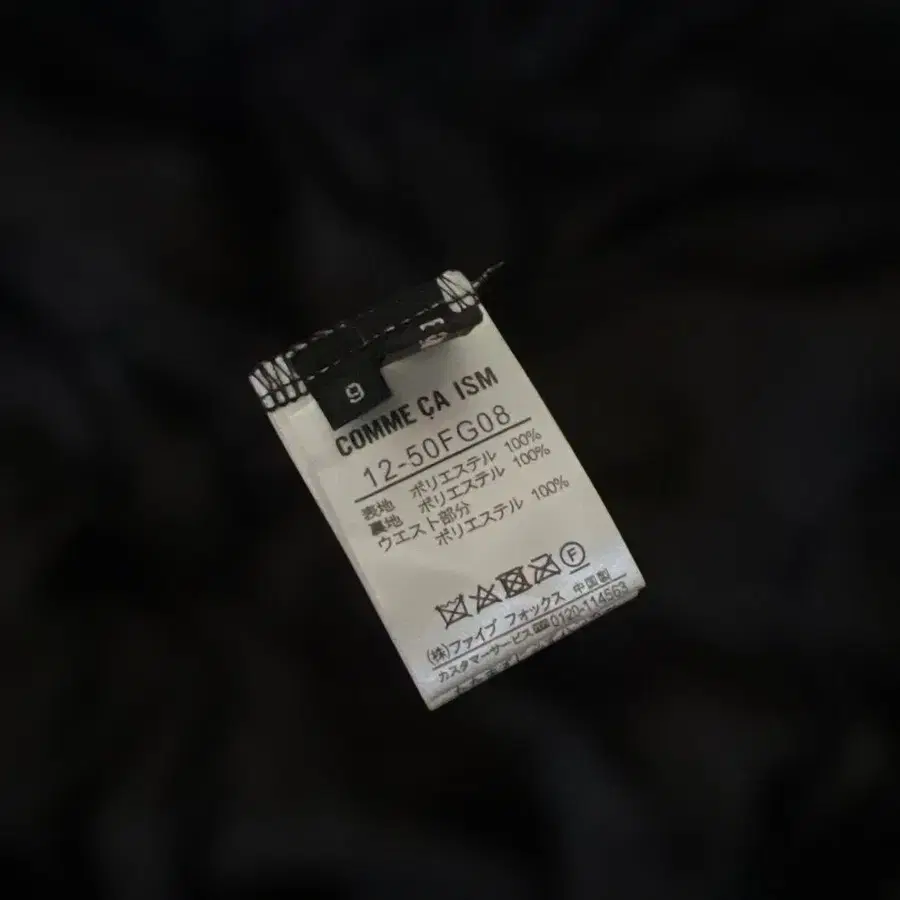 9
COMME ÇA ISM
12-50FG08
表地 ポリエステル 100%
裏地 ポリエステル 100%
ウエスト部分
ポリエステル 100%
F
(株)ファイブ フォックス 中国製
カスタマーサービス 0120-114563